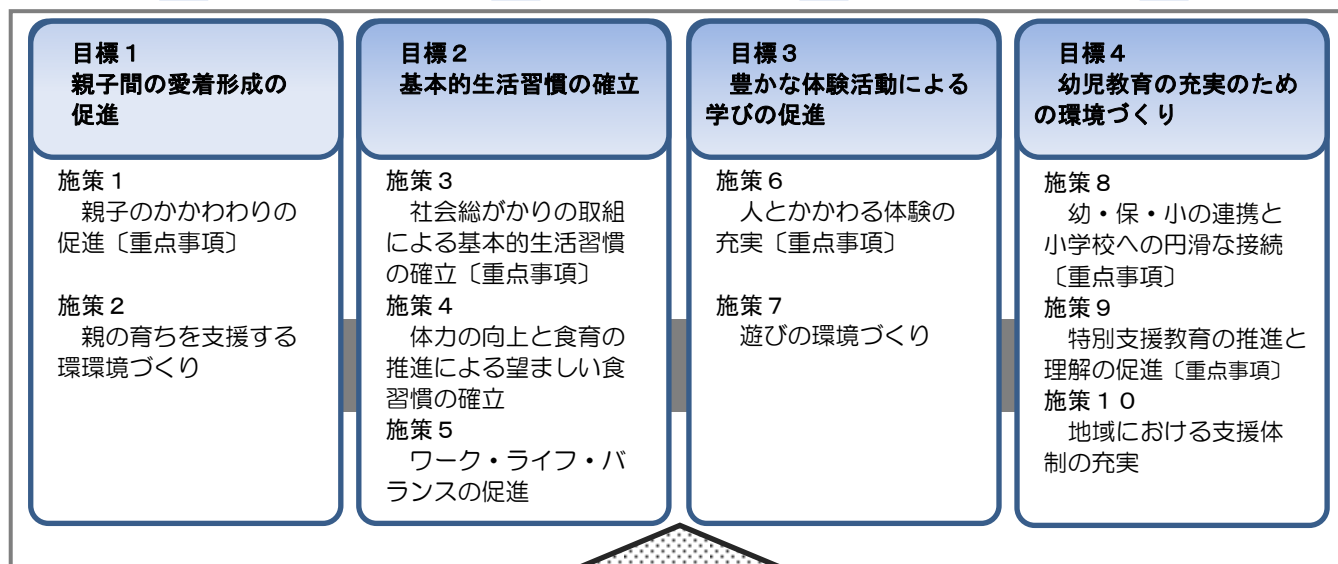 目標１
親子間の愛着形成の
促進
施策１
親子のかかわわりの
促進〔重点事項〕
施策２
親の育ちを支援する
環環境づくり
目標２
基本的生活習慣の確立
施策３
社会総がかりの取組
による基本的生活習慣
の確立〔重点事項〕
施策４
体力の向上と食育の
推進による望ましい食
習慣の確立
施策５
ワーク・ライフ・バ
ランスの促進
目標３
豊かな体験活動による
学びの促進
施策６
人とかかわる体験の
充実〔重点事項〕
施策７
遊びの環境づくり
目標４
幼児教育の充実のため
の環境づくり
施策８
幼・保・小の連携と
小学校への円滑な接続
〔重点事項〕
施策９
特別支援教育の推進と
理解の促進〔重点事項〕
施策１０
地域における支援体
制の充実